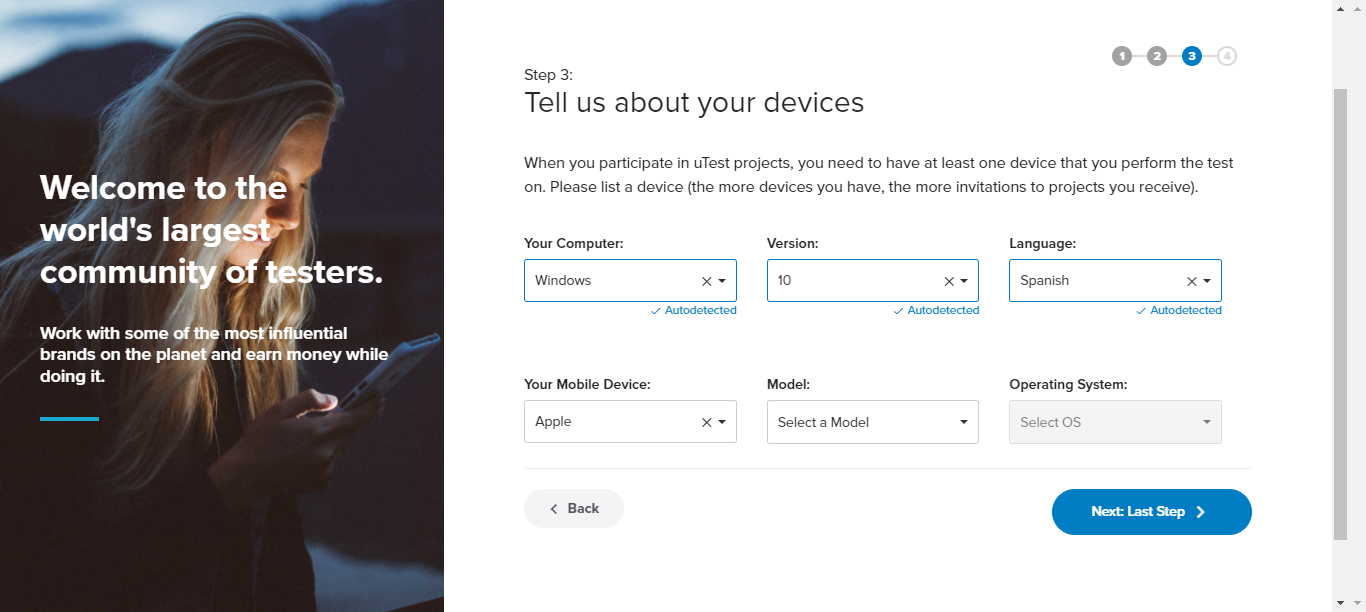 Welcome to the
world's largest
community of testers.
Work with some of the most influential
brands on the planet and earn money while
doing it.
1 2 3 4
Step 3:
Tell us about your devices
When you participate in uTest projects, you need to have at least one device that you perform the test
on. Please list a device (the more devices you have, the more invitations to projects you receive).
Your Computer: Version: Language:
Windows 10 Spanish
Autodetected Autodetected Autodetected
Your Mobile Device: Model: Operating System:
Apple Select a Model Select OS
Back Next: Last Step